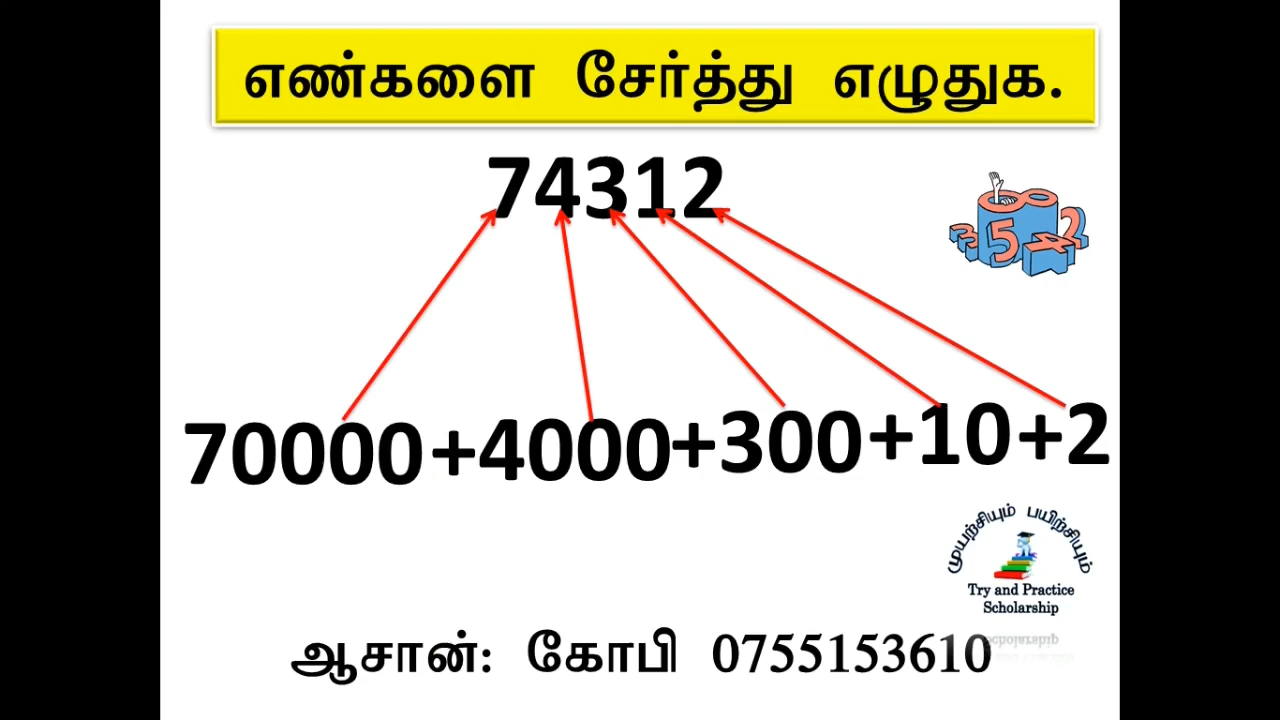 எண்களை சேர்த்து எழுதுக.
74312
70000+4000+300+10+2
முயற்சியும் பயிற்சியும்
Try and Practice
Scholarship
ஆசான்: கோபி 0755153610